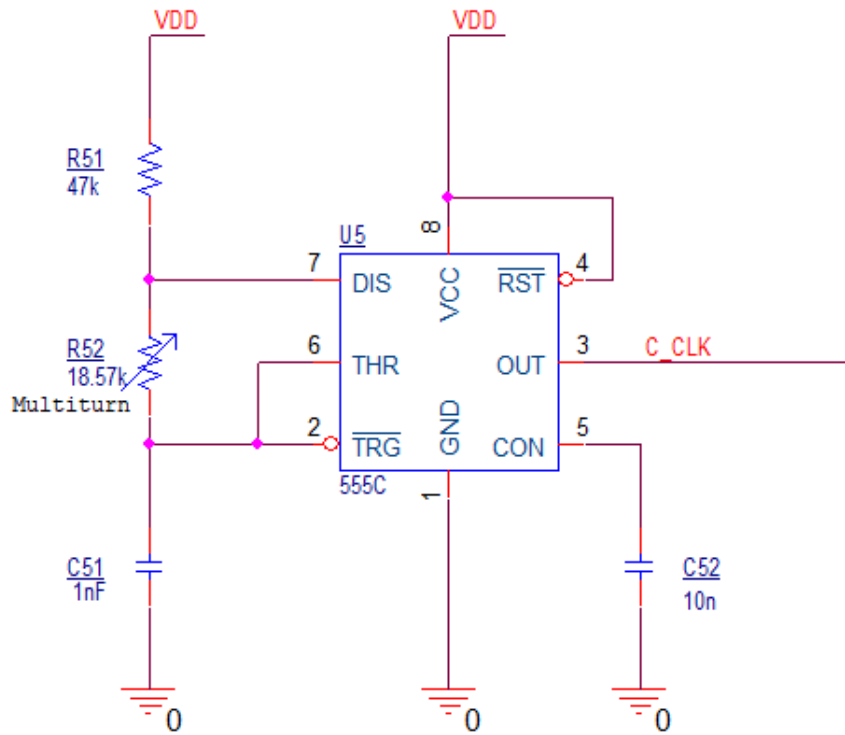 VDD
VDD
R51
47k
U5
8
7
DIS
VCC
RST
4
R52
18.57k
Multiturn
6
THR
OUT
3
C_CLK
2
TRG
GND
CON
5
555C
1
C51
1nF
C52
10n
0
0
0